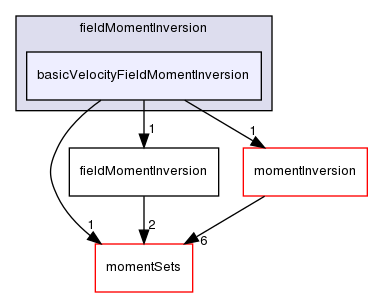 fieldMomentInversion
basicVelocityFieldMomentInversion
1
1
fieldMomentInversion
momentInversion
1
2
6
momentSets